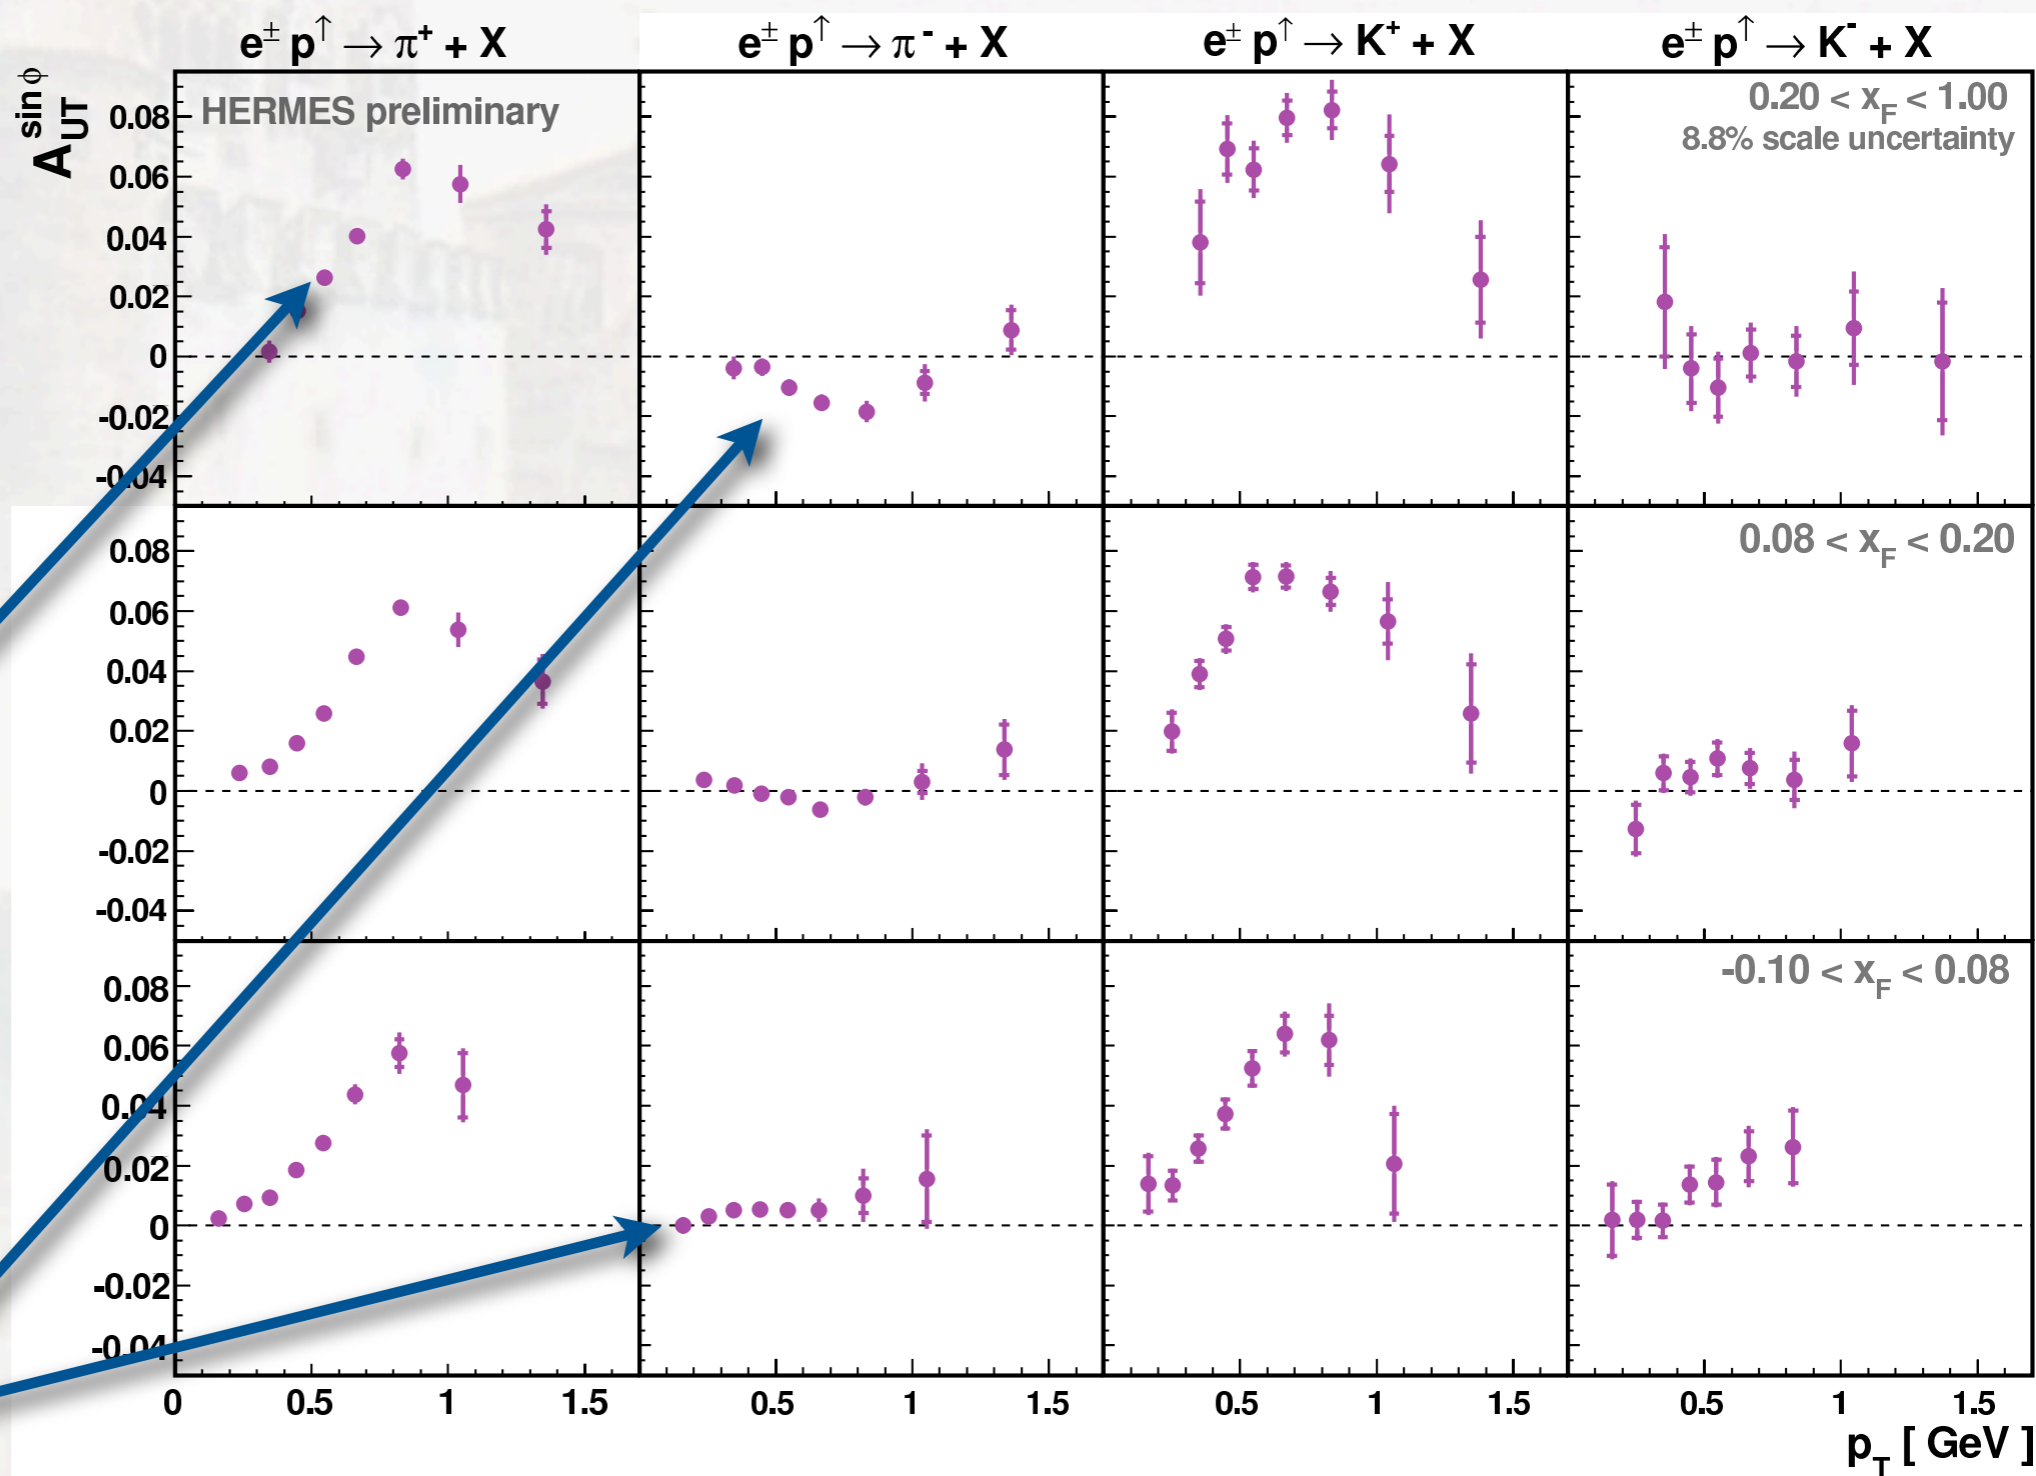 e± p↑ → π+ + X
e± p↑ → π- + X
e± p↑ → K+ + X
e± p↑ → K- + X
A_UT^sin ϕ
HERMES preliminary
0.20 < x_F < 1.00
8.8% scale uncertainty
0.08
0.06
0.04
0.02
0
-0.02
-0.04
0.08 < x_F < 0.20
0.08
0.06
0.04
0.02
0
-0.02
-0.04
-0.10 < x_F < 0.08
0.08
0.06
0.04
0.02
0
-0.02
-0.04
0 0.5 1 1.5 0.5 1 1.5 0.5 1 1.5 0.5 1 1.5
p_T [ GeV ]